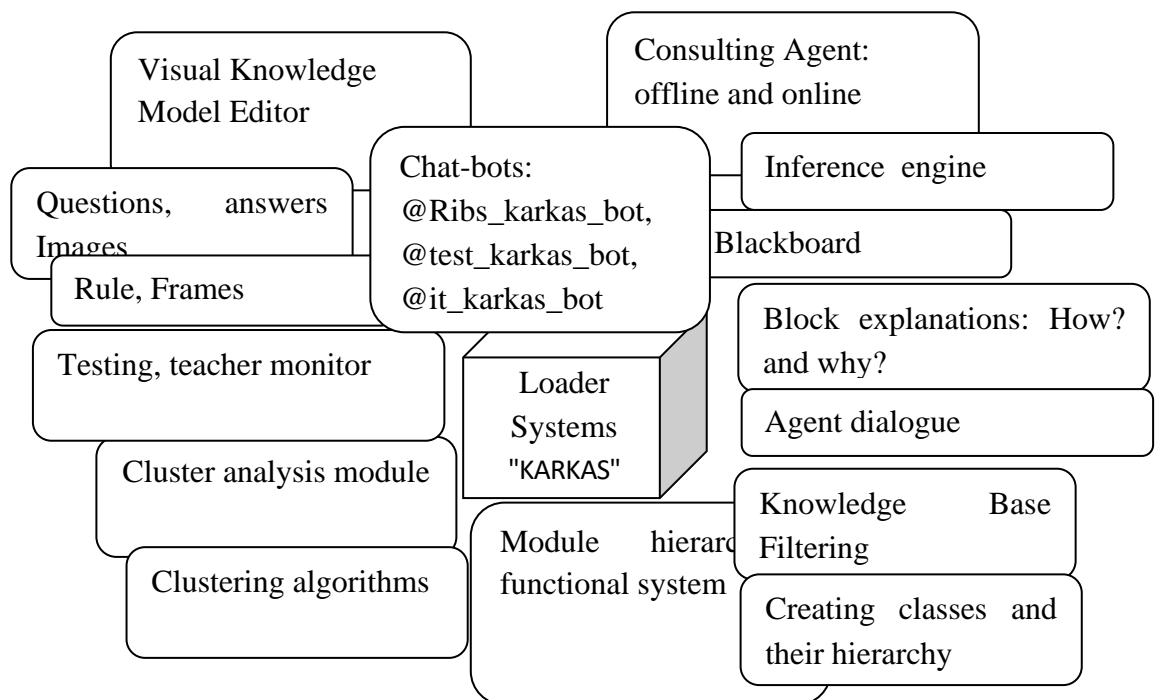 Visual Knowledge
Model Editor
Consulting Agent:
offline and online
Chat-bots:
@Ribs_karkas_bot,
@test_karkas_bot,
@it_karkas_bot
Inference engine
Questions, answers
Images
Blackboard
Rule, Frames
Block explanations: How?
and why?
Testing, teacher monitor
Loader
Systems
"KARKAS"
Agent dialogue
Cluster analysis module
Knowledge Base
Filtering
Module
functional system
Clustering algorithms
Creating classes and
their hierarchy